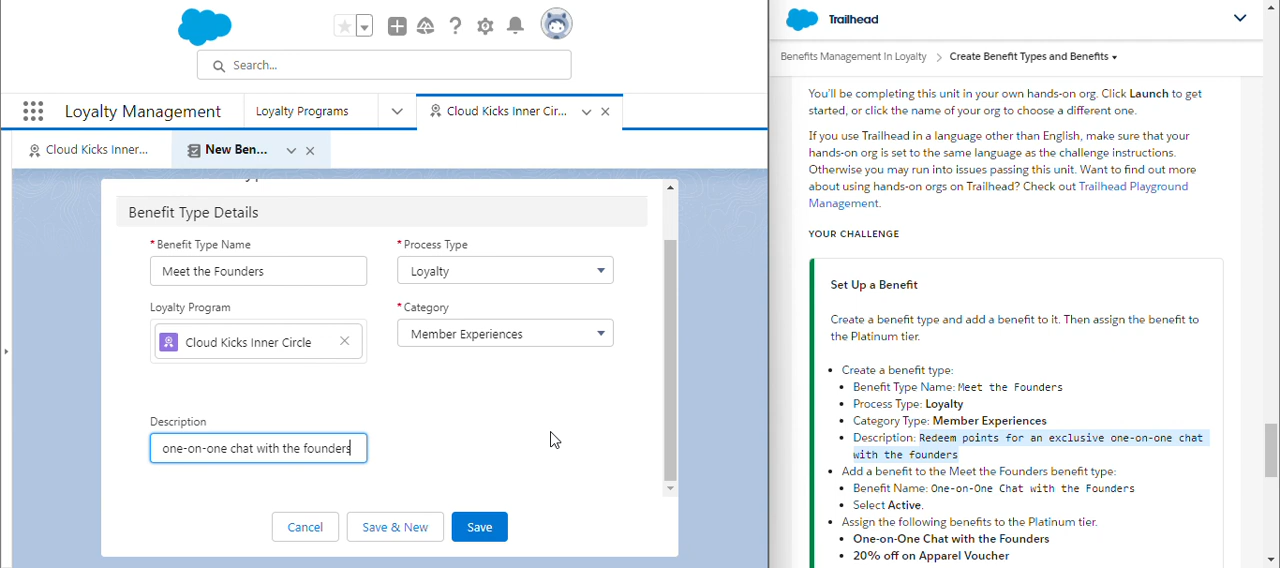 Search...
Loyalty Management
Loyalty Programs
Cloud Kicks Inner Cir...
Cloud Kicks Inner...
New Ben...
Benefit Type Details
*Benefit Type Name
*Process Type
Meet the Founders
Loyalty
Loyalty Program
*Category
Cloud Kicks Inner Circle
Member Experiences
Description
one-on-one chat with the founders
Cancel
Save & New
Save
Trailhead
Benefits Management In Loyalty > Create Benefit Types and Benefits
You'll be completing this unit in your own hands-on org. Click Launch to get
started, or click the name of your org to choose a different one.
If you use Trailhead in a language other than English, make sure that your
hands-on org is set to the same language as the challenge instructions.
Otherwise you may run into issues passing this unit. Want to find out more
about using hands-on orgs on Trailhead? Check out Trailhead Playground
Management.
YOUR CHALLENGE
Set Up a Benefit
Create a benefit type and add a benefit to it. Then assign the benefit to
the Platinum tier.
• Create a benefit type:
• Benefit Type Name: Meet the Founders
• Process Type: Loyalty
• Category Type: Member Experiences
• Description: Redeem points for an exclusive one-on-one chat
with the founders
• Add a benefit to the Meet the Founders benefit type:
• Benefit Name: One-on-One Chat with the Founders
• Select Active.
• Assign the following benefits to the Platinum tier.
• One-on-One Chat with the Founders
• 20% off on Apparel Voucher